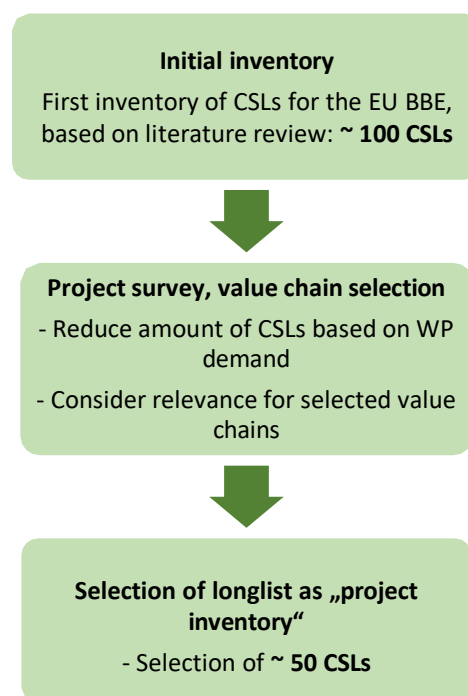 Initial inventory
First inventory of CSLs for the EU BBE,
based on literature review: ~ 100 CSLs
Project survey, value chain selection
- Reduce amount of CSLs based on WP
demand
- Consider relevance for selected value
chains
Selection of longlist as „project
inventory“
- Selection of ~ 50 CSLs